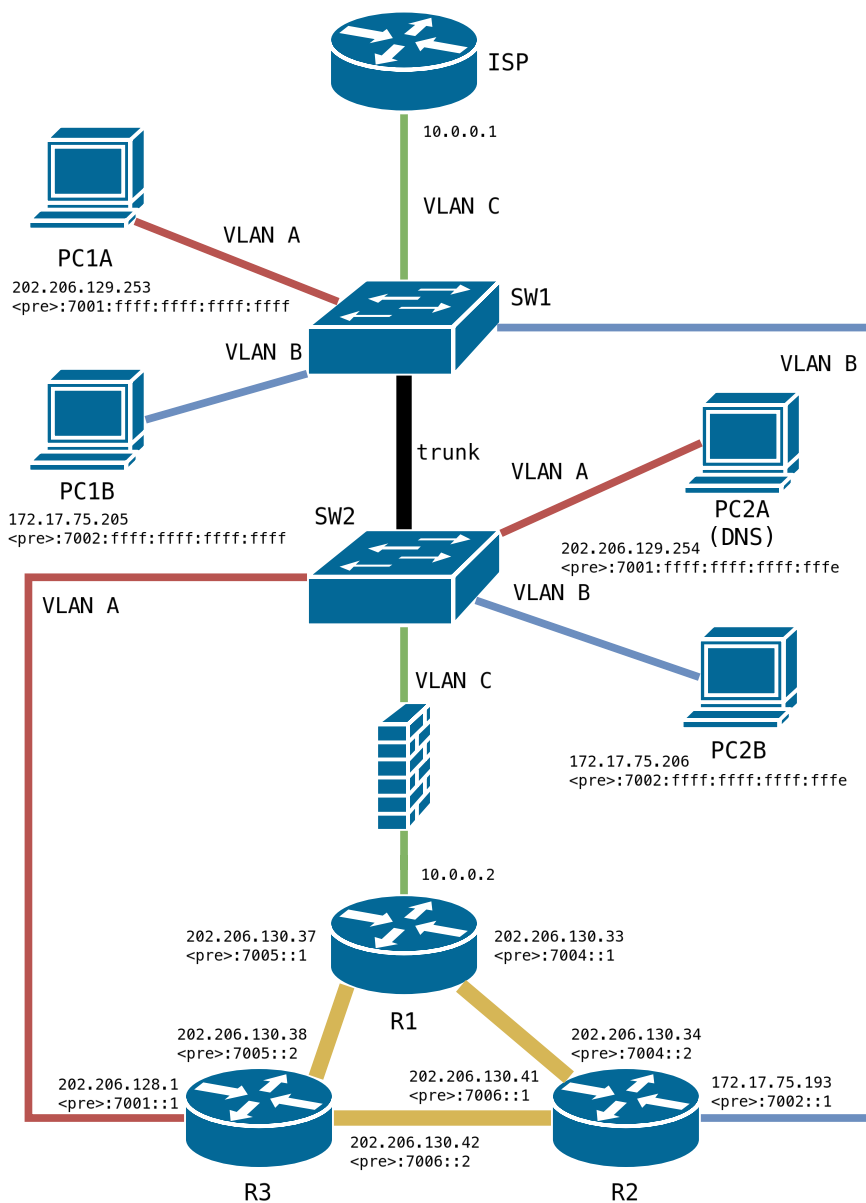 ISP
10.0.0.1
VLAN C
VLAN A
PC1A
202.206.129.253
<pre>:7001:ffff:ffff:ffff:ffff
SW1
VLAN B
VLAN B
PC1B
172.17.75.205
<pre>:7002:ffff:ffff:ffff:ffff
trunk
VLAN A
PC2A
(DNS)
202.206.129.254
<pre>:7001:ffff:ffff:ffff:fffe
SW2
VLAN A
VLAN B
PC2B
172.17.75.206
<pre>:7002:ffff:ffff:ffff:fffe
VLAN C
10.0.0.2
202.206.130.37
<pre>:7005::1
202.206.130.33
<pre>:7004::1
R1
202.206.130.38
<pre>:7005::2
202.206.130.34
<pre>:7004::2
202.206.128.1
<pre>:7001::1
202.206.130.41
<pre>:7006::1
172.17.75.193
<pre>:7002::1
202.206.130.42
<pre>:7006::2
R3
R2